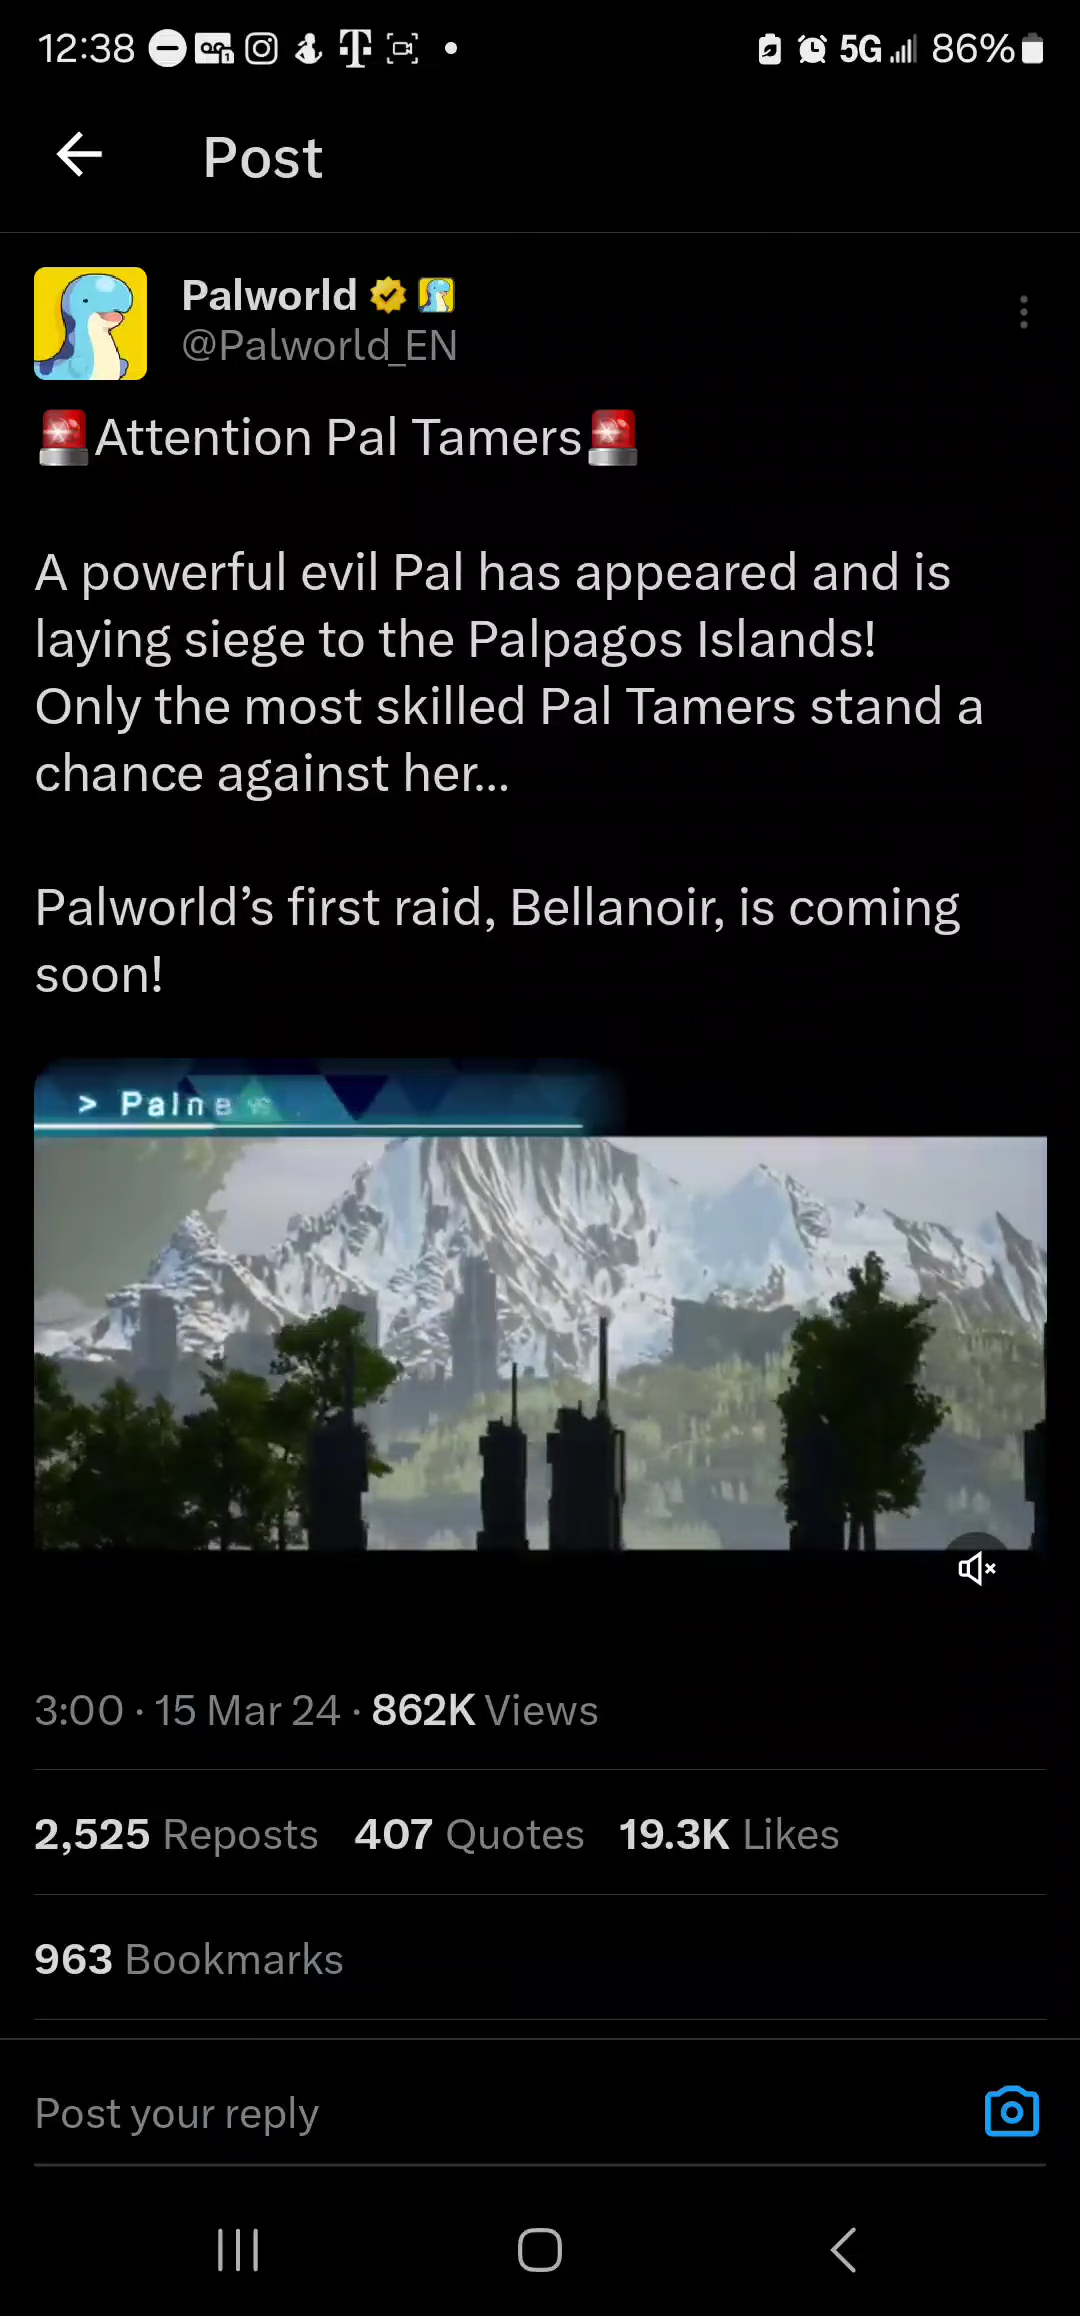 12:38 5G 86%
Post
Palworld
@Palworld_EN
🚨Attention Pal Tamers🚨
A powerful evil Pal has appeared and is
laying siege to the Palpagos Islands!
Only the most skilled Pal Tamers stand a
chance against her...
Palworld’s first raid, Bellanoir, is coming
soon!
> Palne
3:00 · 15 Mar 24 · 862K Views
2,525 Reposts 407 Quotes 19.3K Likes
963 Bookmarks
Post your reply